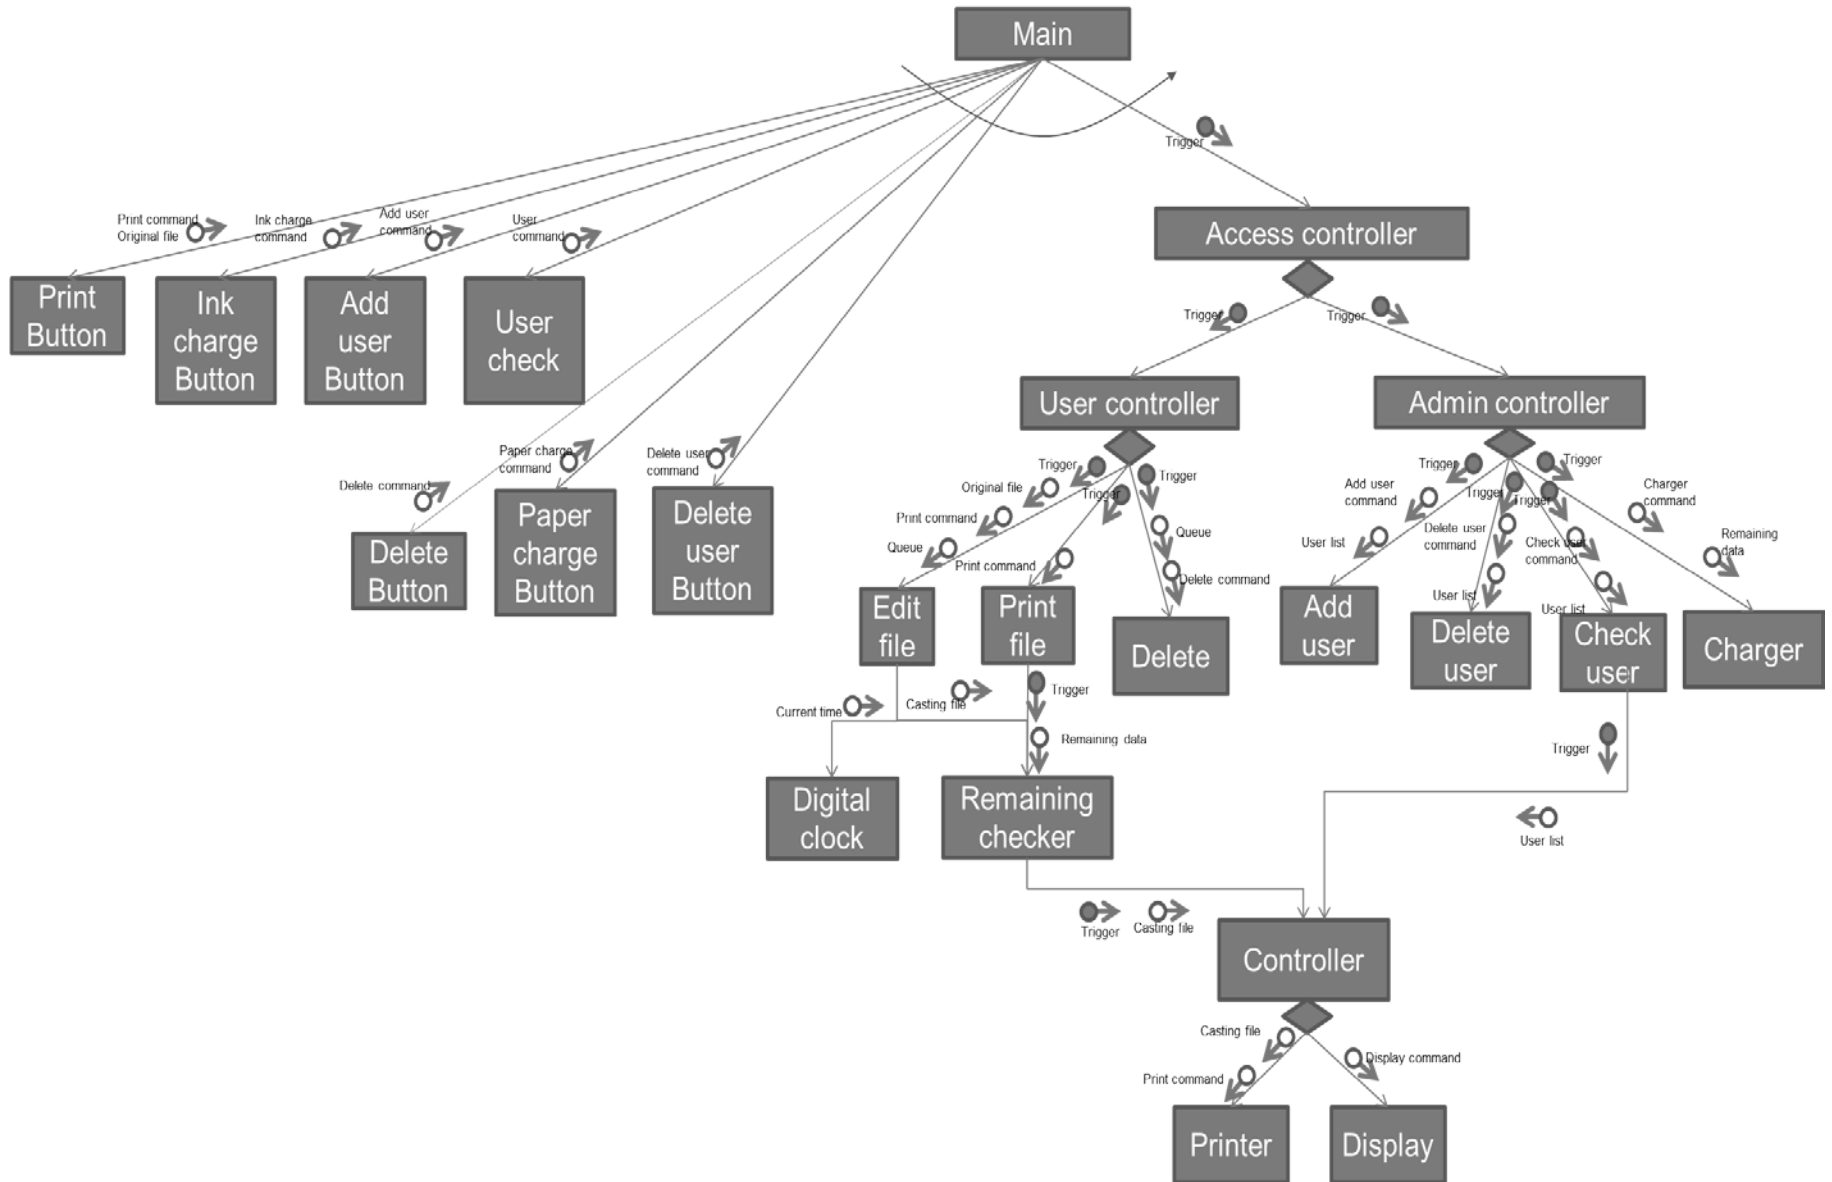 Main
Trigger
Access controller
Print command
Original file
Ink charge
command
Add user
command
User
command
Print
Button
Ink
charge
Button
Add
user
Button
User
check
Trigger
Trigger
User controller
Admin controller
Delete command
Paper charge
command
Delete user
command
Delete
Button
Paper
charge
Button
Delete
user
Button
Trigger
Original file
Print command
Queue
Trigger
Print command
Trigger
Queue
Delete command
Trigger
Add user
command
User list
Trigger
Delete user
command
User list
Trigger
Check user
command
User list
Trigger
Charger
command
Remaining
data
Edit
file
Print
file
Delete
Add
user
Delete
user
Check
user
Charger
Current time
Casting file
Trigger
Remaining data
Trigger
User list
Digital
clock
Remaining
checker
Trigger
Casting file
Controller
Casting file
Print command
Display command
Printer
Display